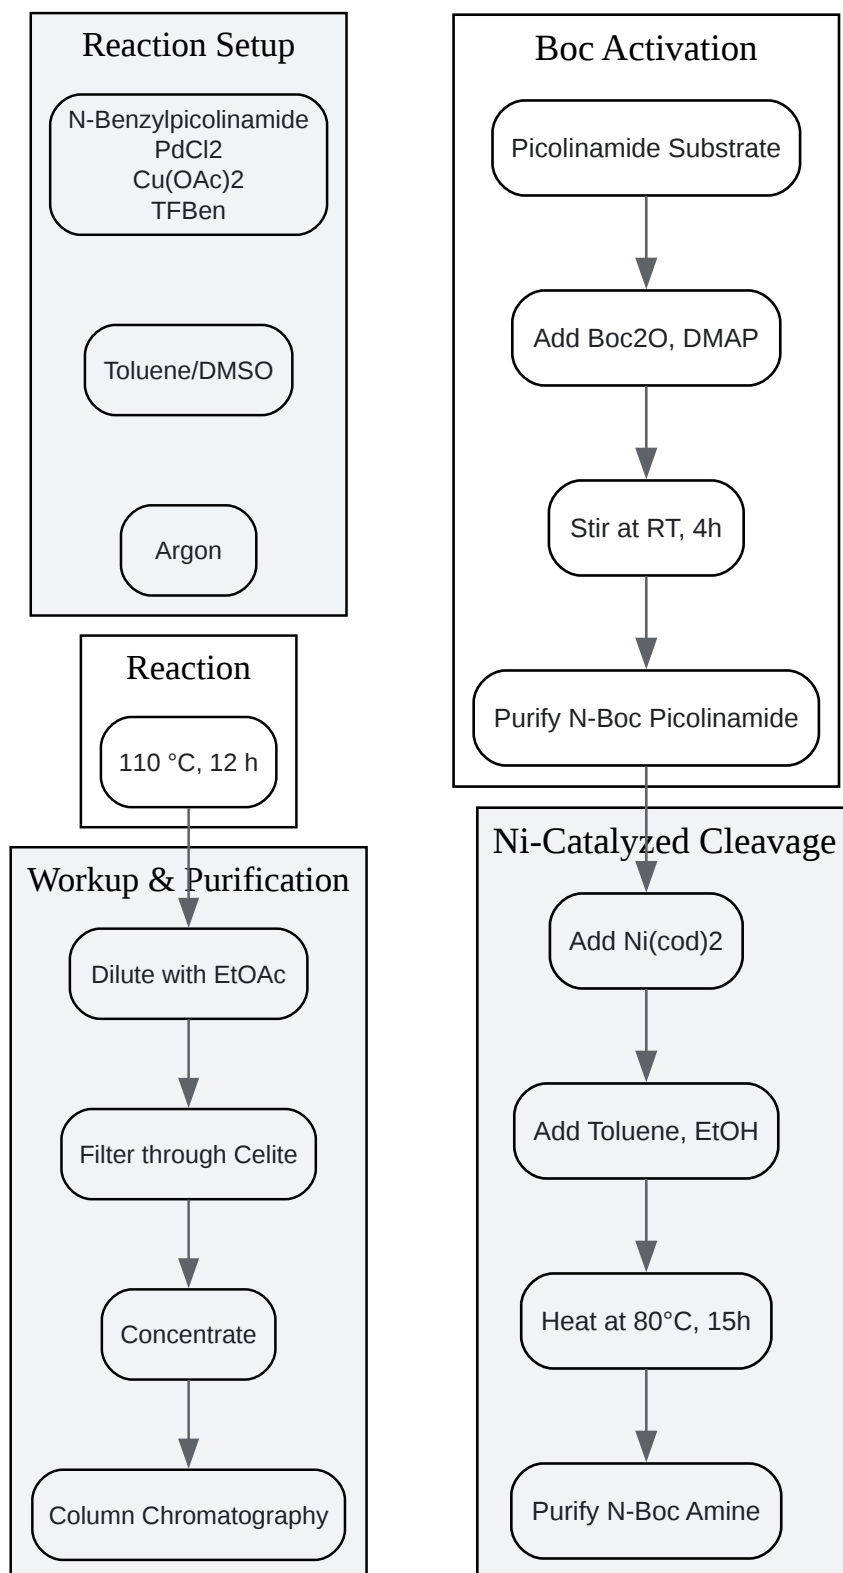 Reaction Setup
N-Benzylpicolinamide
PdCl2
Cu(OAc)2
TFBen
Toluene/DMSO
Argon
Reaction
110 °C, 12 h
Workup & Purification
Dilute with EtOAc
Filter through Celite
Concentrate
Column Chromatography
Boc Activation
Picolinamide Substrate
Add Boc2O, DMAP
Stir at RT, 4h
Purify N-Boc Picolinamide
Ni-Catalyzed Cleavage
Add Ni(cod)2
Add Toluene, EtOH
Heat at 80°C, 15h
Purify N-Boc Amine